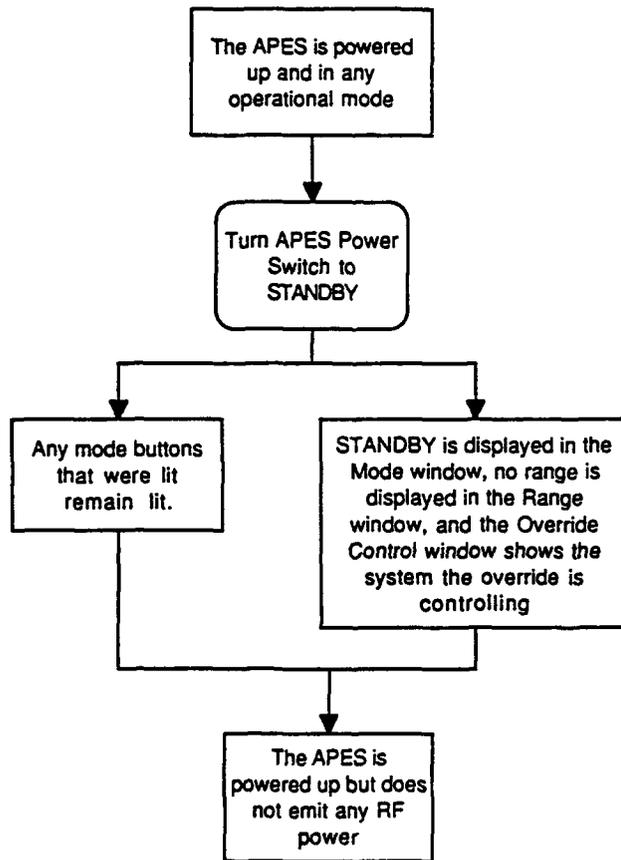 The APES is powered
up and in any
operational mode
Turn APES Power
Switch to
STANDBY
Any mode buttons
that were lit
remain lit.
STANDBY is displayed in the
Mode window, no range is
displayed in the Range
window, and the Override
Control window shows the
system the override is
controlling
The APES is
powered up but does
not emit any RF
power